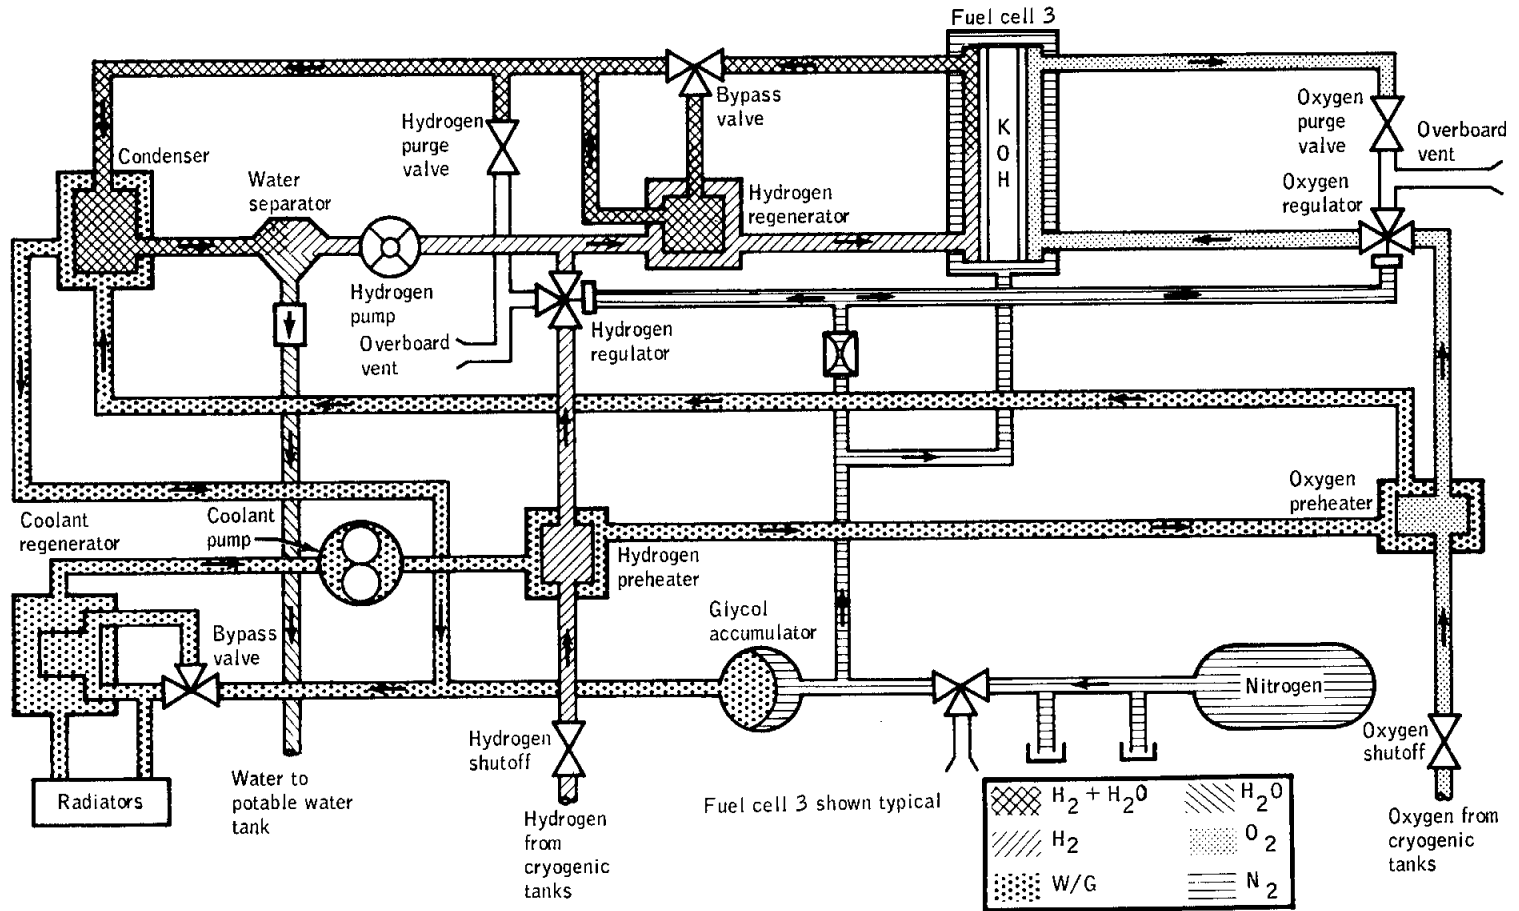 Fuel cell 3
Bypass
valve
Hydrogen
purge
valve
Oxygen
purge
valve
Overboard
vent
Condenser
Water
separator
Hydrogen
regenerator
Oxygen
regulator
K
O
H
Hydrogen
pump
Overboard
vent
Hydrogen
regulator
Coolant
regenerator
Coolant
pump
Oxygen
preheater
Hydrogen
preheater
Glycol
accumulator
Bypass
valve
Nitrogen
Hydrogen
shutoff
Oxygen
shutoff
Radiators
Water to
potable water
tank
Fuel cell 3 shown typical
Hydrogen
from
cryogenic
tanks
Oxygen from
cryogenic
tanks
H2 + H2O
H2O
H2
O2
W/G
N2